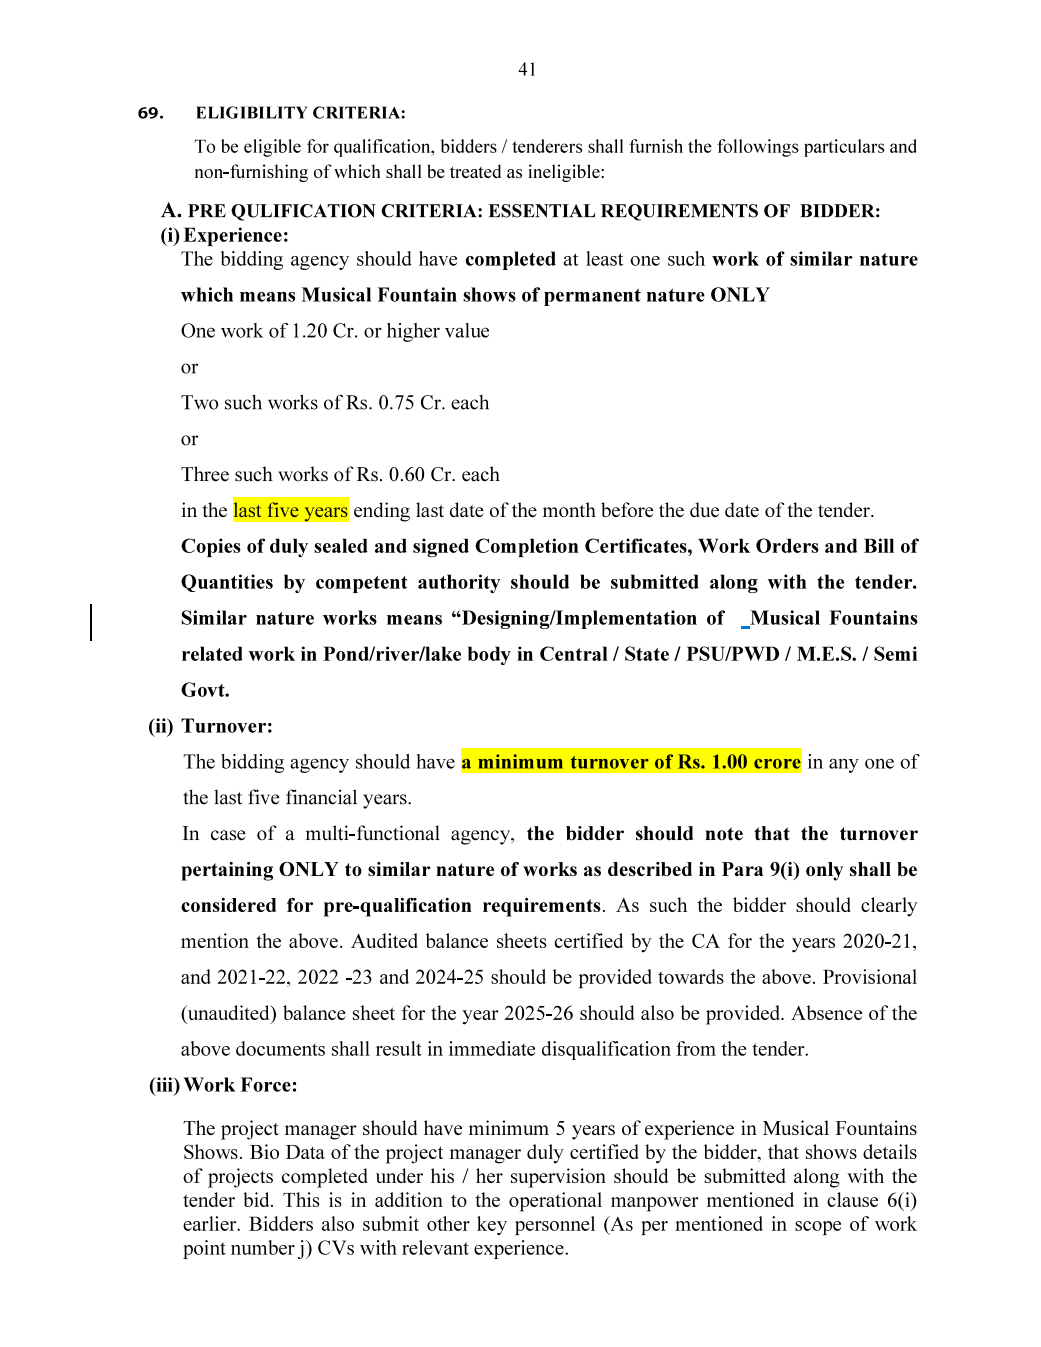 41
69. ELIGIBILITY CRITERIA:
To be eligible for qualification, bidders / tenderers shall furnish the followings particulars and
non-furnishing of which shall be treated as ineligible:
A. PRE QULIFICATION CRITERIA: ESSENTIAL REQUIREMENTS OF BIDDER:
(i) Experience:
The bidding agency should have completed at least one such work of similar nature
which means Musical Fountain shows of permanent nature ONLY
One work of 1.20 Cr. or higher value
or
Two such works of Rs. 0.75 Cr. each
or
Three such works of Rs. 0.60 Cr. each
in the last five years ending last date of the month before the due date of the tender.
Copies of duly sealed and signed Completion Certificates, Work Orders and Bill of
Quantities by competent authority should be submitted along with the tender.
Similar nature works means “Designing/Implementation of _Musical Fountains
related work in Pond/river/lake body in Central / State / PSU/PWD / M.E.S. / Semi
Govt.
(ii) Turnover:
The bidding agency should have a minimum turnover of Rs. 1.00 crore in any one of
the last five financial years.
In case of a multi-functional agency, the bidder should note that the turnover
pertaining ONLY to similar nature of works as described in Para 9(i) only shall be
considered for pre-qualification requirements. As such the bidder should clearly
mention the above. Audited balance sheets certified by the CA for the years 2020-21,
and 2021-22, 2022 -23 and 2024-25 should be provided towards the above. Provisional
(unaudited) balance sheet for the year 2025-26 should also be provided. Absence of the
above documents shall result in immediate disqualification from the tender.
(iii) Work Force:
The project manager should have minimum 5 years of experience in Musical Fountains
Shows. Bio Data of the project manager duly certified by the bidder, that shows details
of projects completed under his / her supervision should be submitted along with the
tender bid. This is in addition to the operational manpower mentioned in clause 6(i)
earlier. Bidders also submit other key personnel (As per mentioned in scope of work
point number j) CVs with relevant experience.